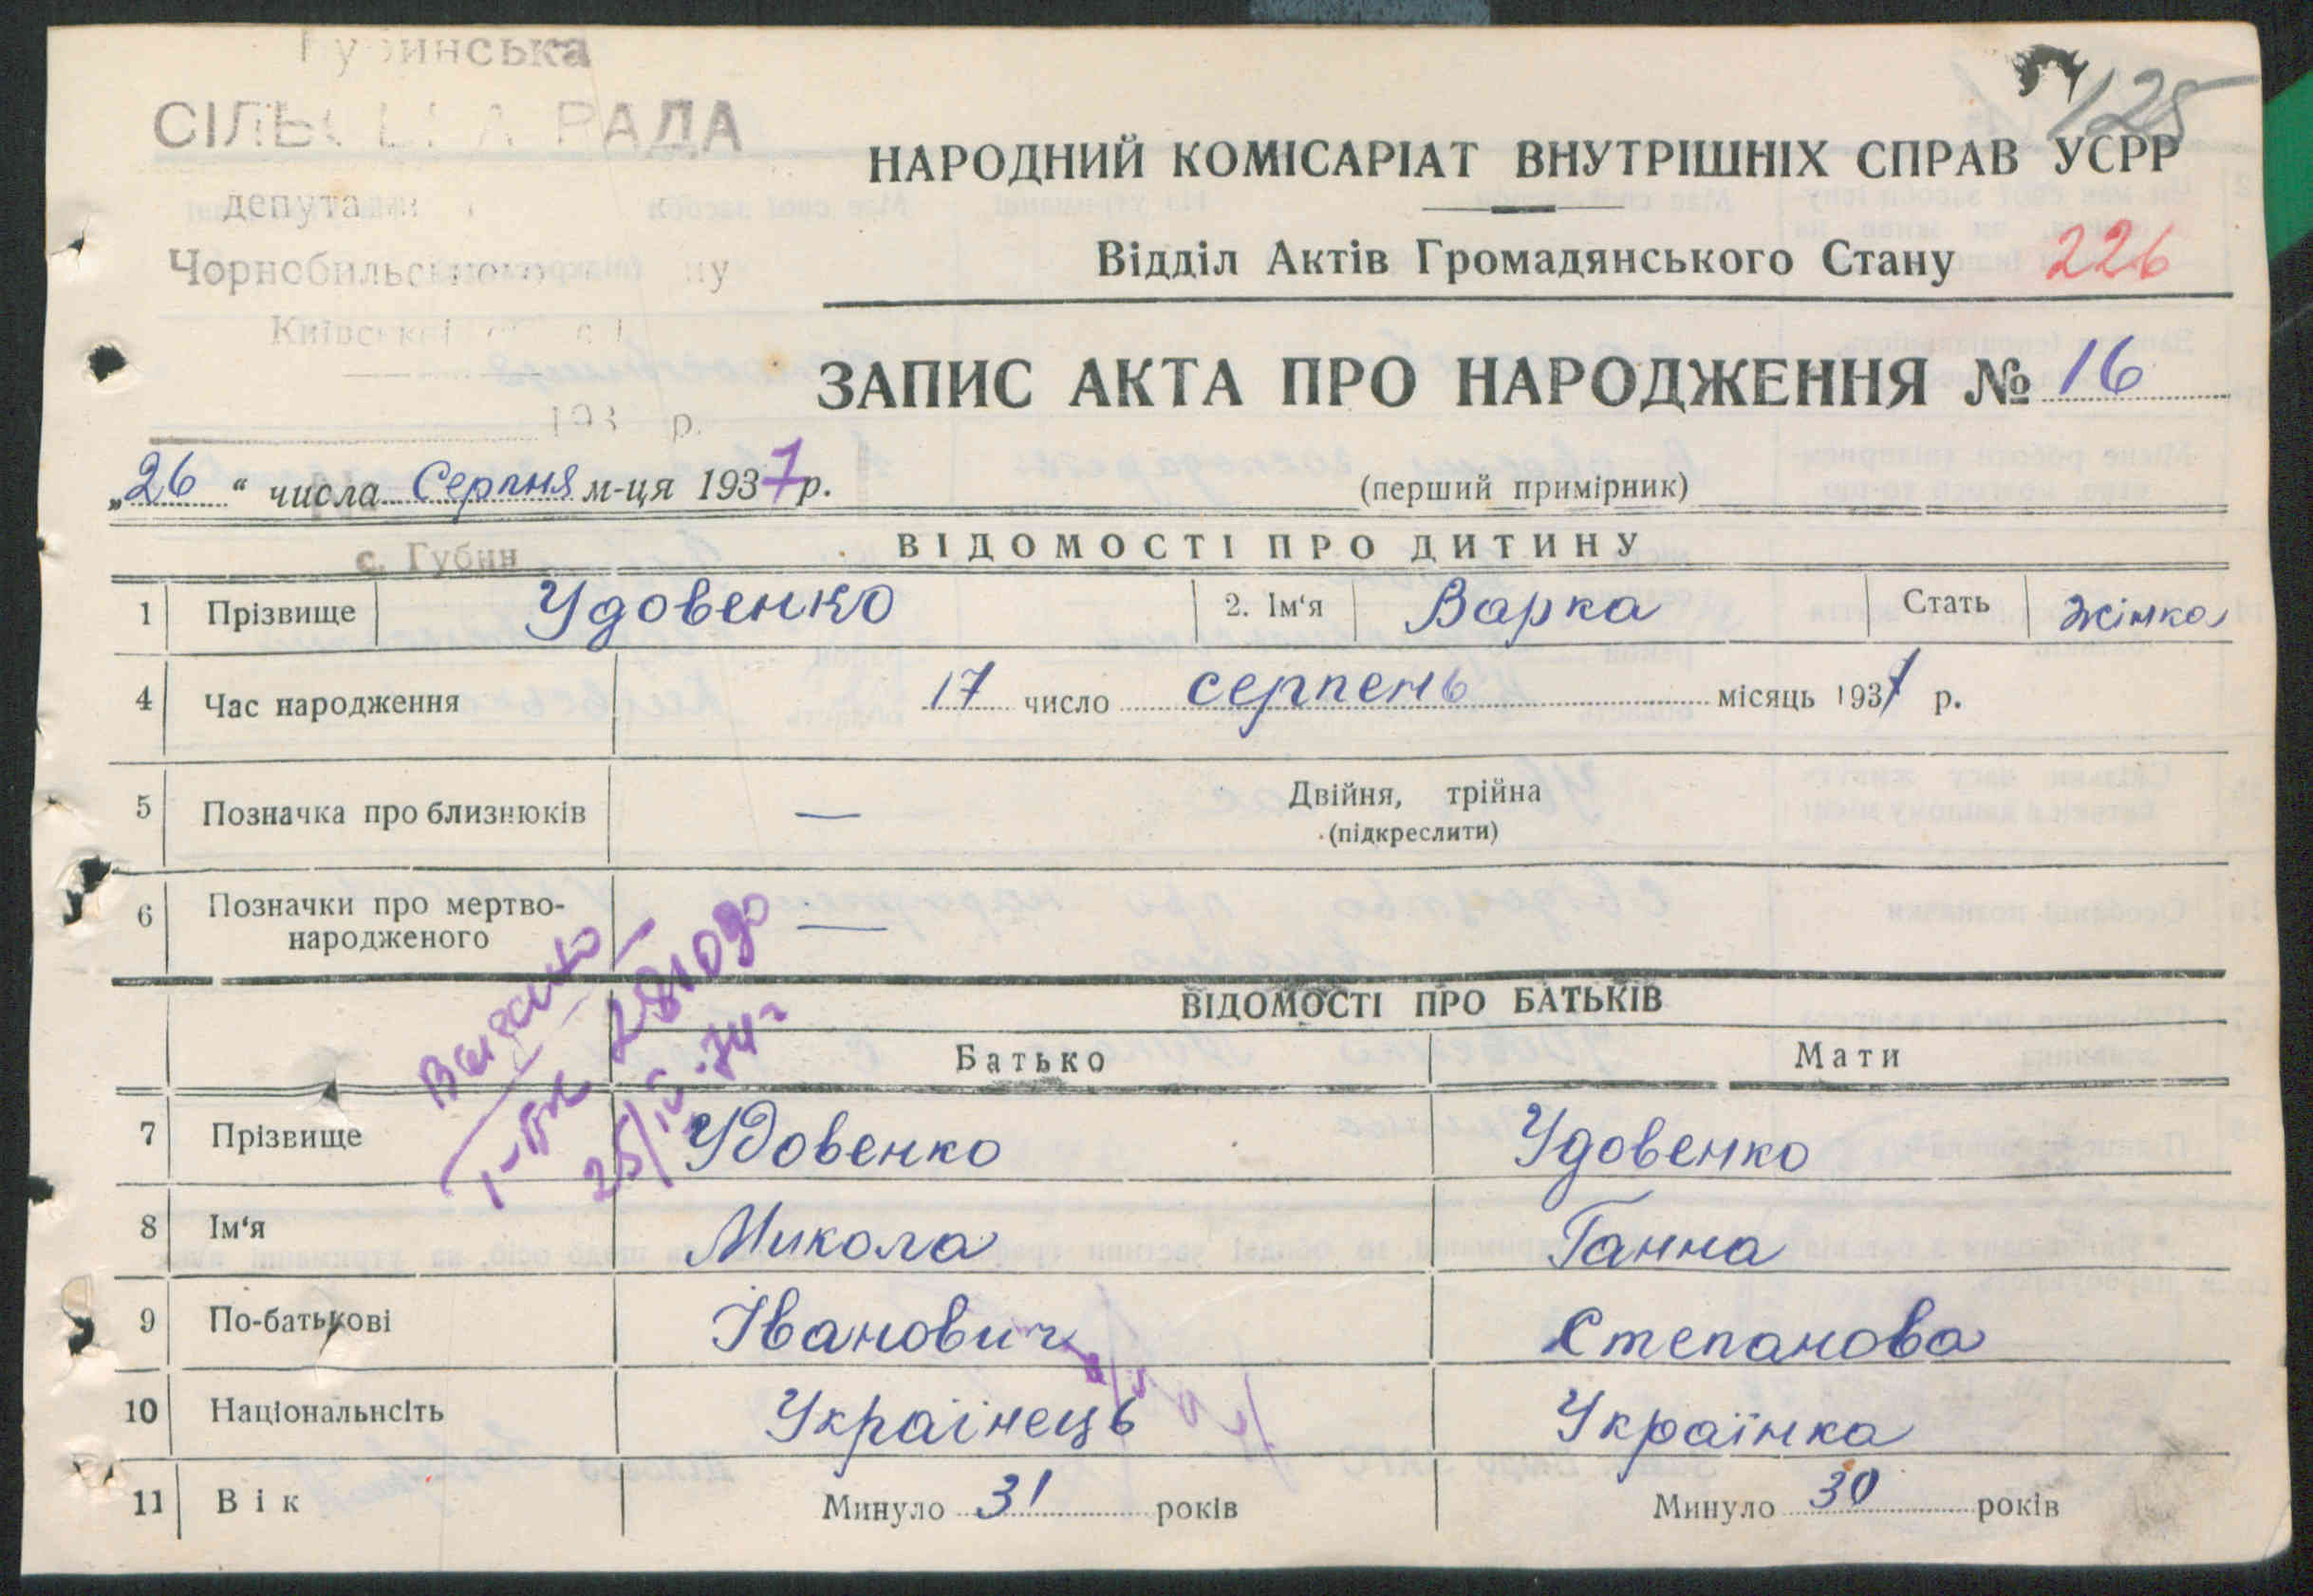 Губинська
СІЛЬСЬКА РАДА
депутатів
Чорнобильського
Київської
193 р.
125
НАРОДНИЙ КОМІСАРІАТ ВНУТРІШНІХ СПРАВ УСРР
Відділ Актів Громадянського Стану 226
ЗАПИС АКТА ПРО НАРОДЖЕННЯ № 16
„26“ числа Серпня м-ця 1937 р. (перший примірник)
с. Губин
ВІДОМОСТІ ПРО ДИТИНУ
1 Прізвище Удовенко 2. Ім'я Варка Стать жінка
4 Час народження 17 число серпень місяць 1937 р.
5 Позначка про близнюків — Двійня, трійна
(підкреслити)
6 Позначки про мертво-
народженого —
ВІДОМОСТІ ПРО БАТЬКІВ
Батько Мати
7 Прізвище Удовенко Удовенко
8 Ім'я Микола Ганна
9 По-батькові Іванович Степанова
10 Національнсіть Українець Українка
11 Вік Минуло 31 років Минуло 30 років